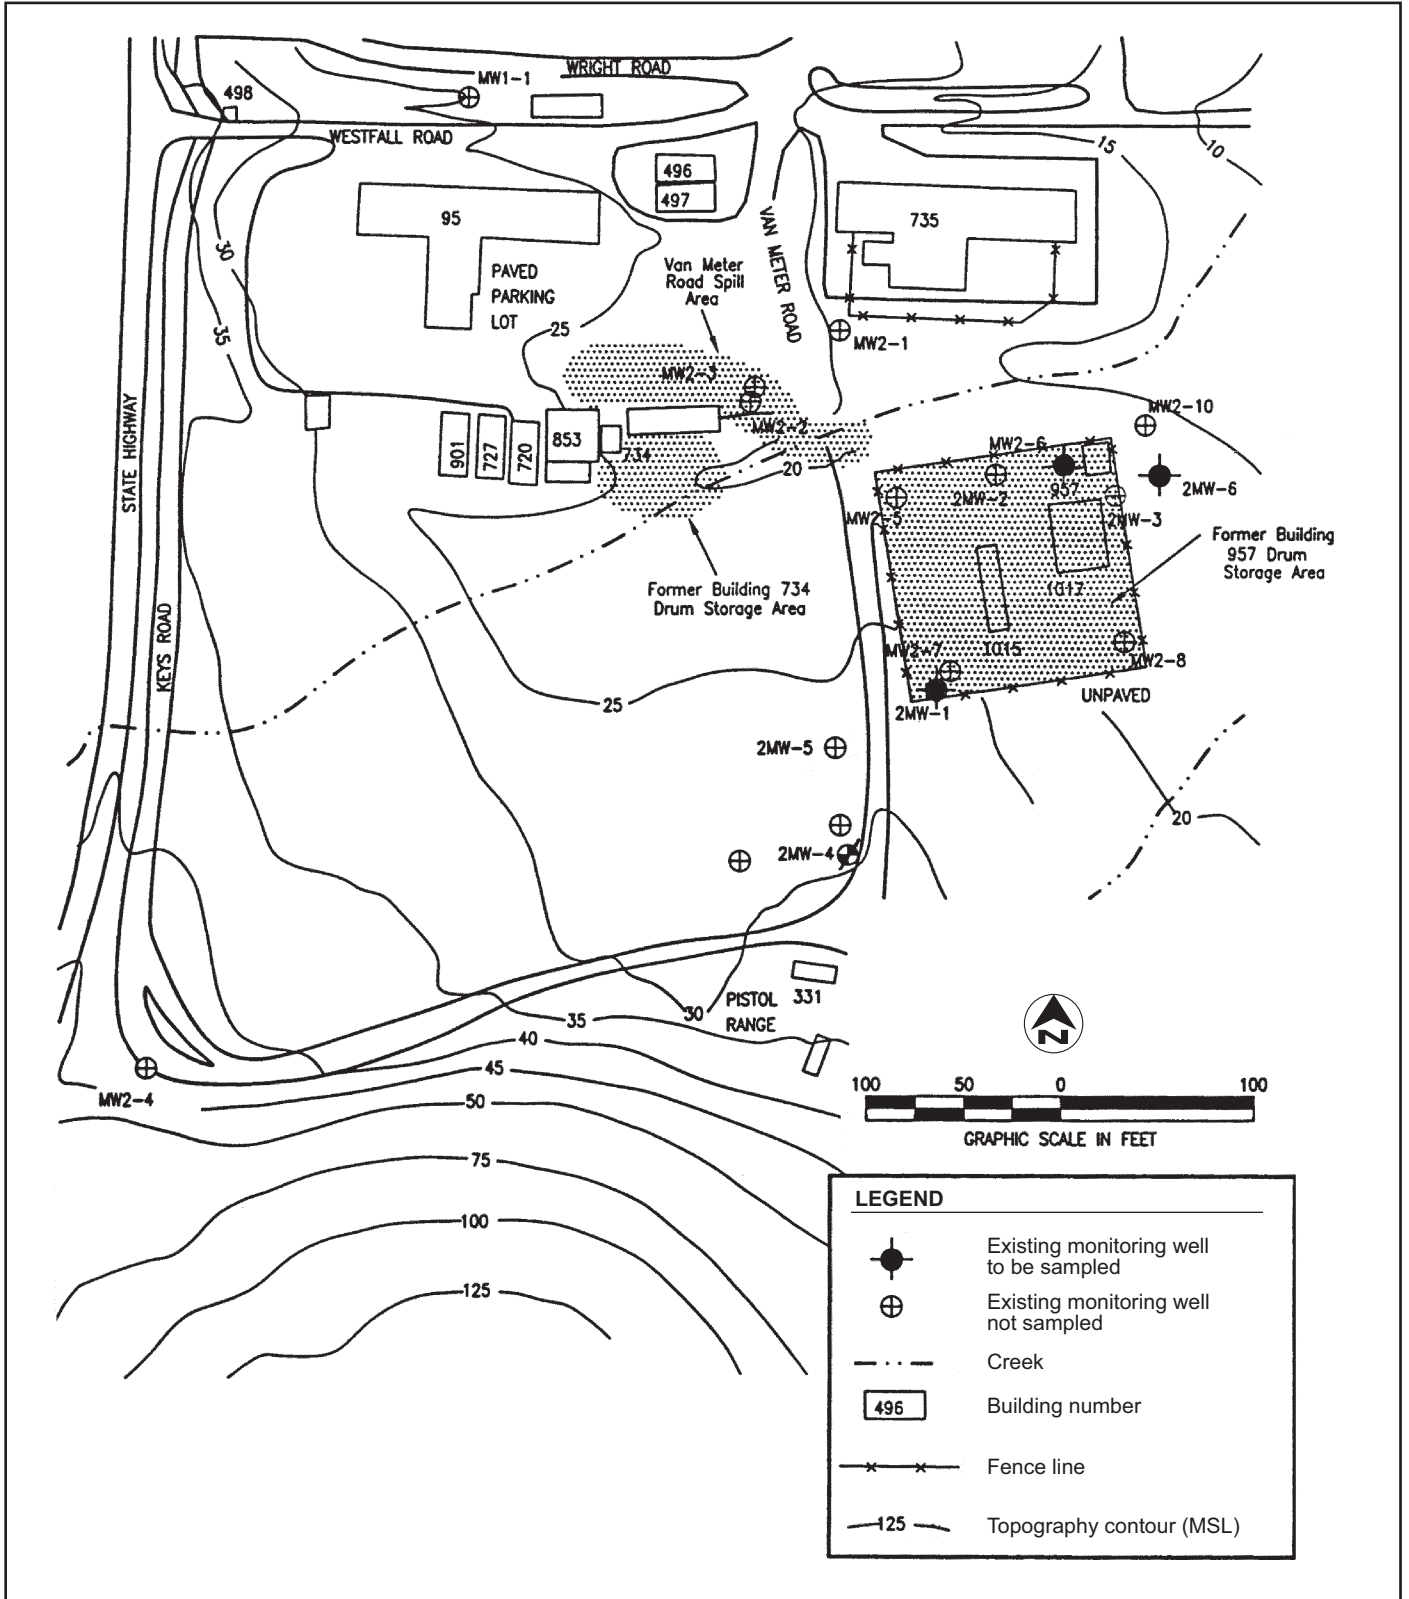 WRIGHT ROAD
MW1-1
498
WESTFALL ROAD
15
10
496
497
95
735
VAN METER ROAD
30
35
PAVED
PARKING
LOT
Van Meter
Road Spill
Area
25
MW2-1
MW2-3
MW2-2
MW2-10
STATE HIGHWAY
901
727
720
853
734
20
MW2-6
957
2MW-2
2MW-6
MW2-5
2MW-3
Former Building
957 Drum
Storage Area
Former Building 734
Drum Storage Area
1017
KEYS ROAD
MW2-7
1015
MW2-8
25
UNPAVED
2MW-1
2MW-5
20
2MW-4
PISTOL
RANGE
331
30
35
40
45
50
MW2-4
N
100 50 0 100
GRAPHIC SCALE IN FEET
75
100
125
LEGEND
Existing monitoring well
to be sampled
Existing monitoring well
not sampled
Creek
496
Building number
Fence line
125
Topography contour (MSL)